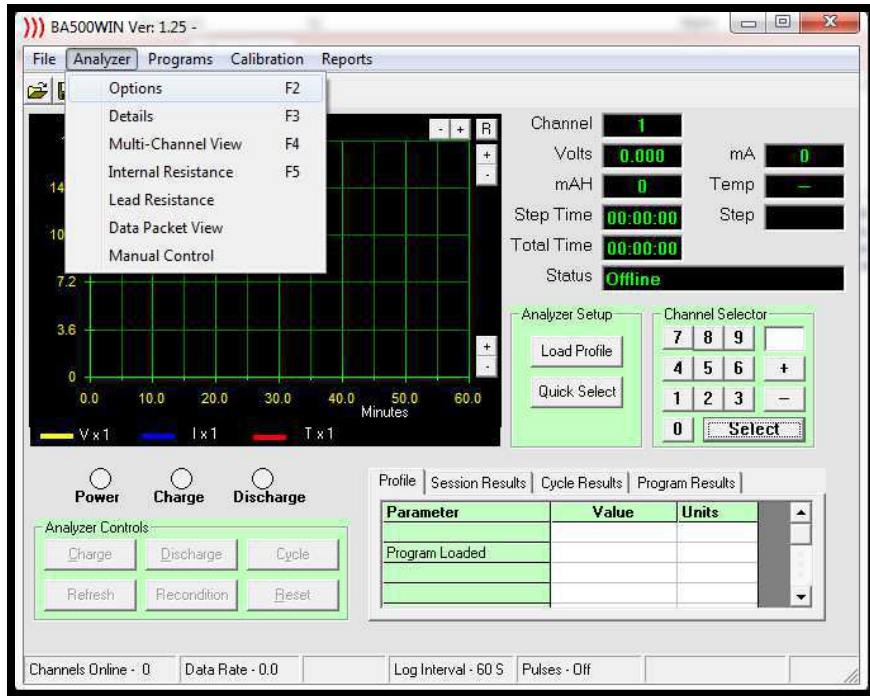 BA500WIN Ver: 1.25 -
File Analyzer Programs Calibration Reports
Options F2
Details F3
Multi-Channel View F4
Internal Resistance F5
Lead Resistance
Data Packet View
Manual Control
- + R
+
-
14
10
7.2
3.6
0
+
-
0.0 10.0 20.0 30.0 40.0 50.0 60.0
Minutes
V x 1 I x 1 T x 1
Channel 1
Volts 0.000 mA 0
mAH 0 Temp --
Step Time 00:00:00 Step
Total Time 00:00:00
Status Offline
Analyzer Setup
Load Profile
Quick Select
Channel Selector
7 8 9
4 5 6 +
1 2 3 -
0 Select
Power Charge Discharge
Analyzer Controls
Charge Discharge Cycle
Refresh Recondition Reset
Profile Session Results Cycle Results Program Results
Parameter Value Units
Program Loaded
Channels Online - 0 Data Rate - 0.0 Log Interval - 60 S Pulses - Off